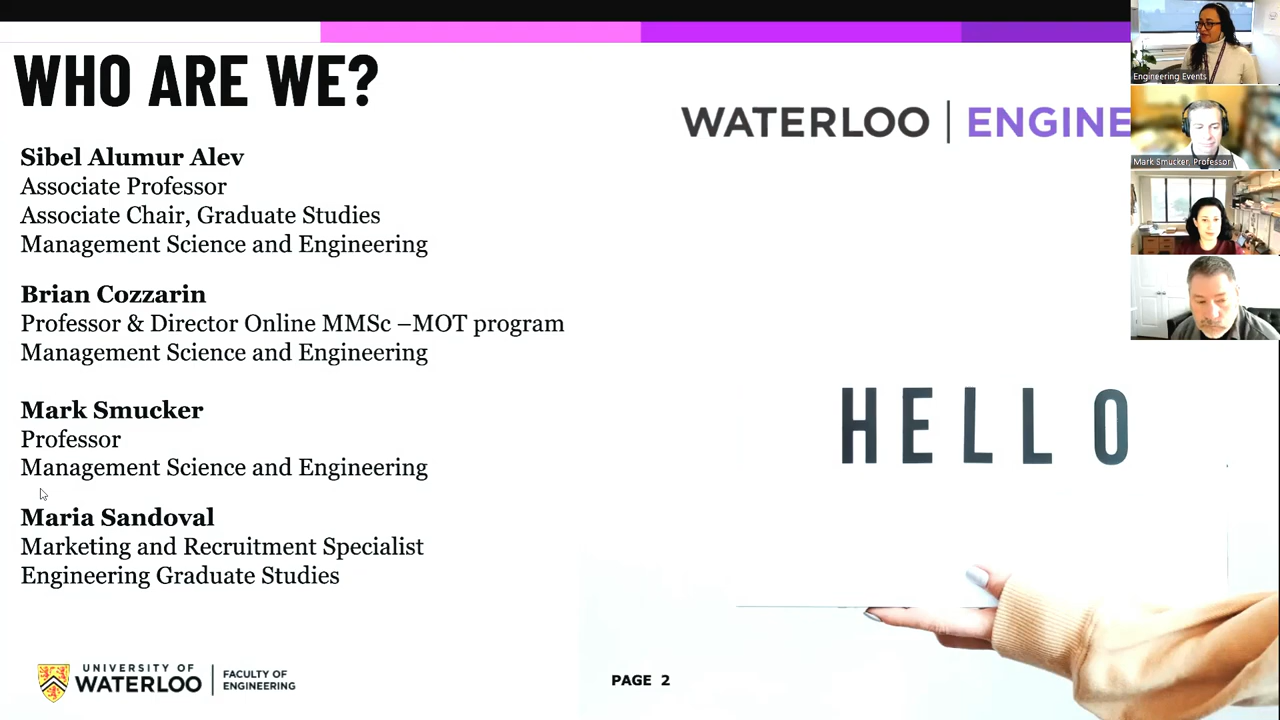 WHO ARE WE?
WATERLOO | ENGINE
Sibel Alumur Alev
Associate Professor
Associate Chair, Graduate Studies
Management Science and Engineering
Brian Cozzarin
Professor & Director Online MMSc –MOT program
Management Science and Engineering
Mark Smucker
Professor
Management Science and Engineering
Maria Sandoval
Marketing and Recruitment Specialist
Engineering Graduate Studies
HELLO
UNIVERSITY OF
WATERLOO
FACULTY OF
ENGINEERING
PAGE 2
Engineering Events
Mark Smucker, Professor